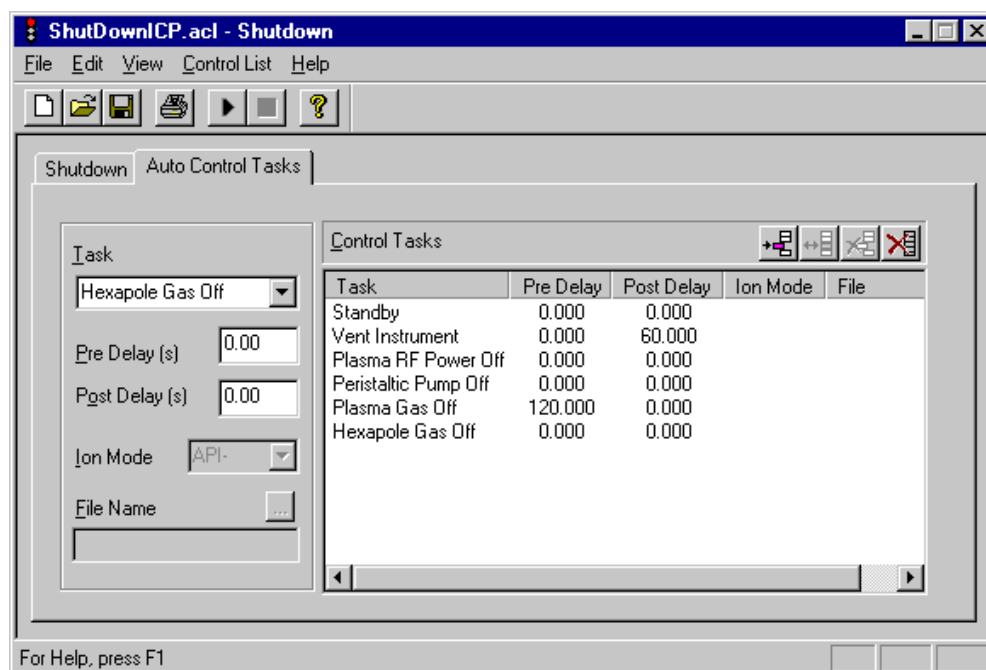 ShutDownICP.acl - Shutdown
File Edit View Control List Help
Shutdown Auto Control Tasks
Task
Hexapole Gas Off
Pre Delay (s) 0.00
Post Delay (s) 0.00
Ion Mode API-
File Name ...
Control Tasks
Task Pre Delay Post Delay Ion Mode File
Standby 0.000 0.000
Vent Instrument 0.000 60.000
Plasma RF Power Off 0.000 0.000
Peristaltic Pump Off 0.000 0.000
Plasma Gas Off 120.000 0.000
Hexapole Gas Off 0.000 0.000
For Help, press F1